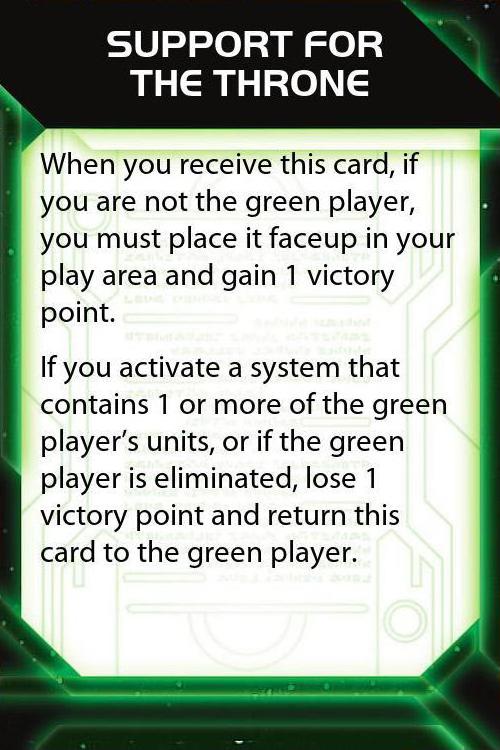 SUPPORT FOR
THE THRONE
When you receive this card, if
you are not the green player,
you must place it faceup in your
play area and gain 1 victory
point.
If you activate a system that
contains 1 or more of the green
player’s units, or if the green
player is eliminated, lose 1
victory point and return this
card to the green player.